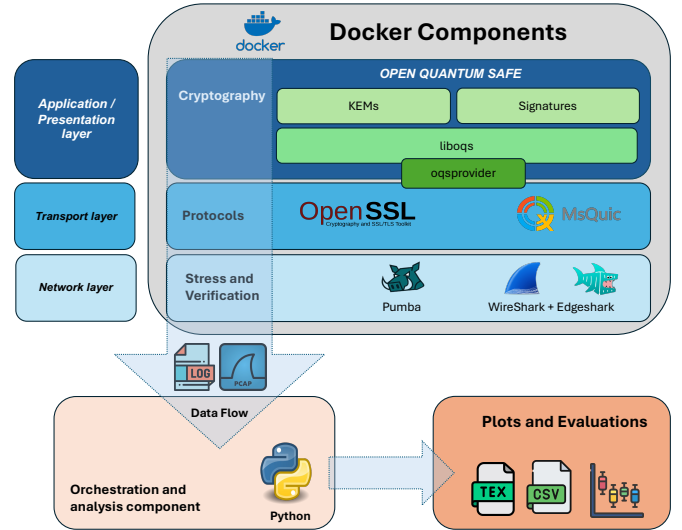 docker
Docker Components
OPEN QUANTUM SAFE
Application /
Presentation
layer
Cryptography
KEMs
Signatures
liboqs
oqsprovider
Transport layer
Protocols
OpenSSL
Cryptography and SSL/TLS Toolkit
MsQuic
Network layer
Stress and
Verification
Pumba
WireShark + Edgeshark
LOG
PCAP
Data Flow
Orchestration and
analysis component
Python
Plots and Evaluations
TEX
CSV